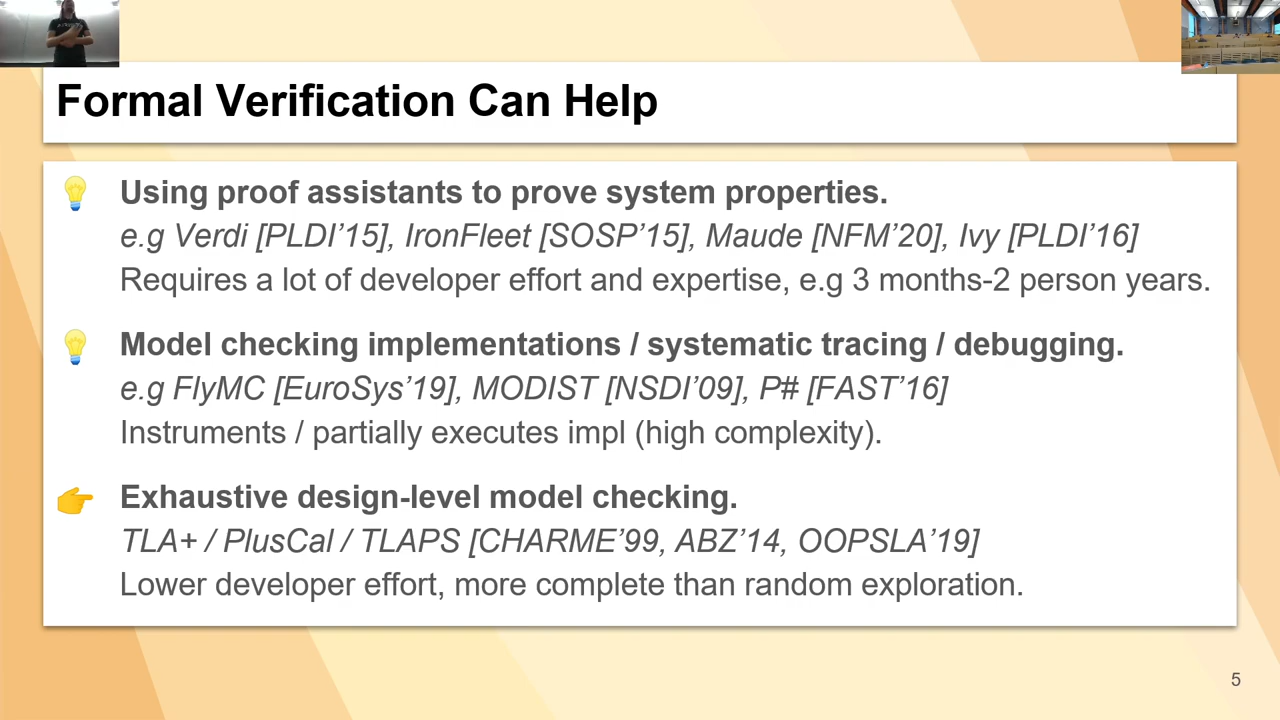 Formal Verification Can Help
Using proof assistants to prove system properties.
e.g Verdi [PLDI’15], IronFleet [SOSP’15], Maude [NFM’20], Ivy [PLDI’16]
Requires a lot of developer effort and expertise, e.g 3 months-2 person years.
Model checking implementations / systematic tracing / debugging.
e.g FlyMC [EuroSys’19], MODIST [NSDI’09], P# [FAST’16]
Instruments / partially executes impl (high complexity).
Exhaustive design-level model checking.
TLA+ / PlusCal / TLAPS [CHARME’99, ABZ’14, OOPSLA’19]
Lower developer effort, more complete than random exploration.
5